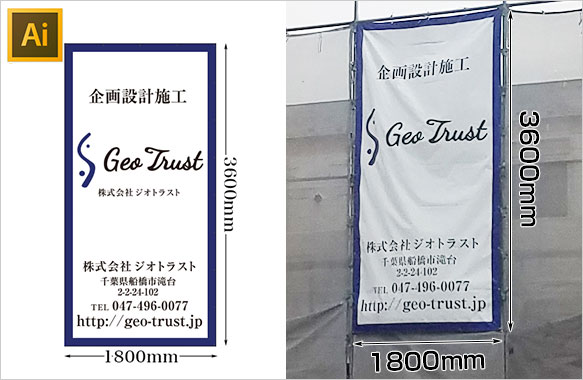 Ai
企画設計施工
Geo Trust
株式会社 ジオトラスト
株式会社 ジオトラスト
千葉県船橋市滝台
2-2-24-102
TEL 047-496-0077
http://geo-trust.jp
3600mm
1800mm
企画設計施工
Geo Trust
株式会社 ジオトラスト
千葉県船橋市滝台
2-2-24-102
TEL 047-496-0077
http://geo-trust.jp
3600mm
1800mm